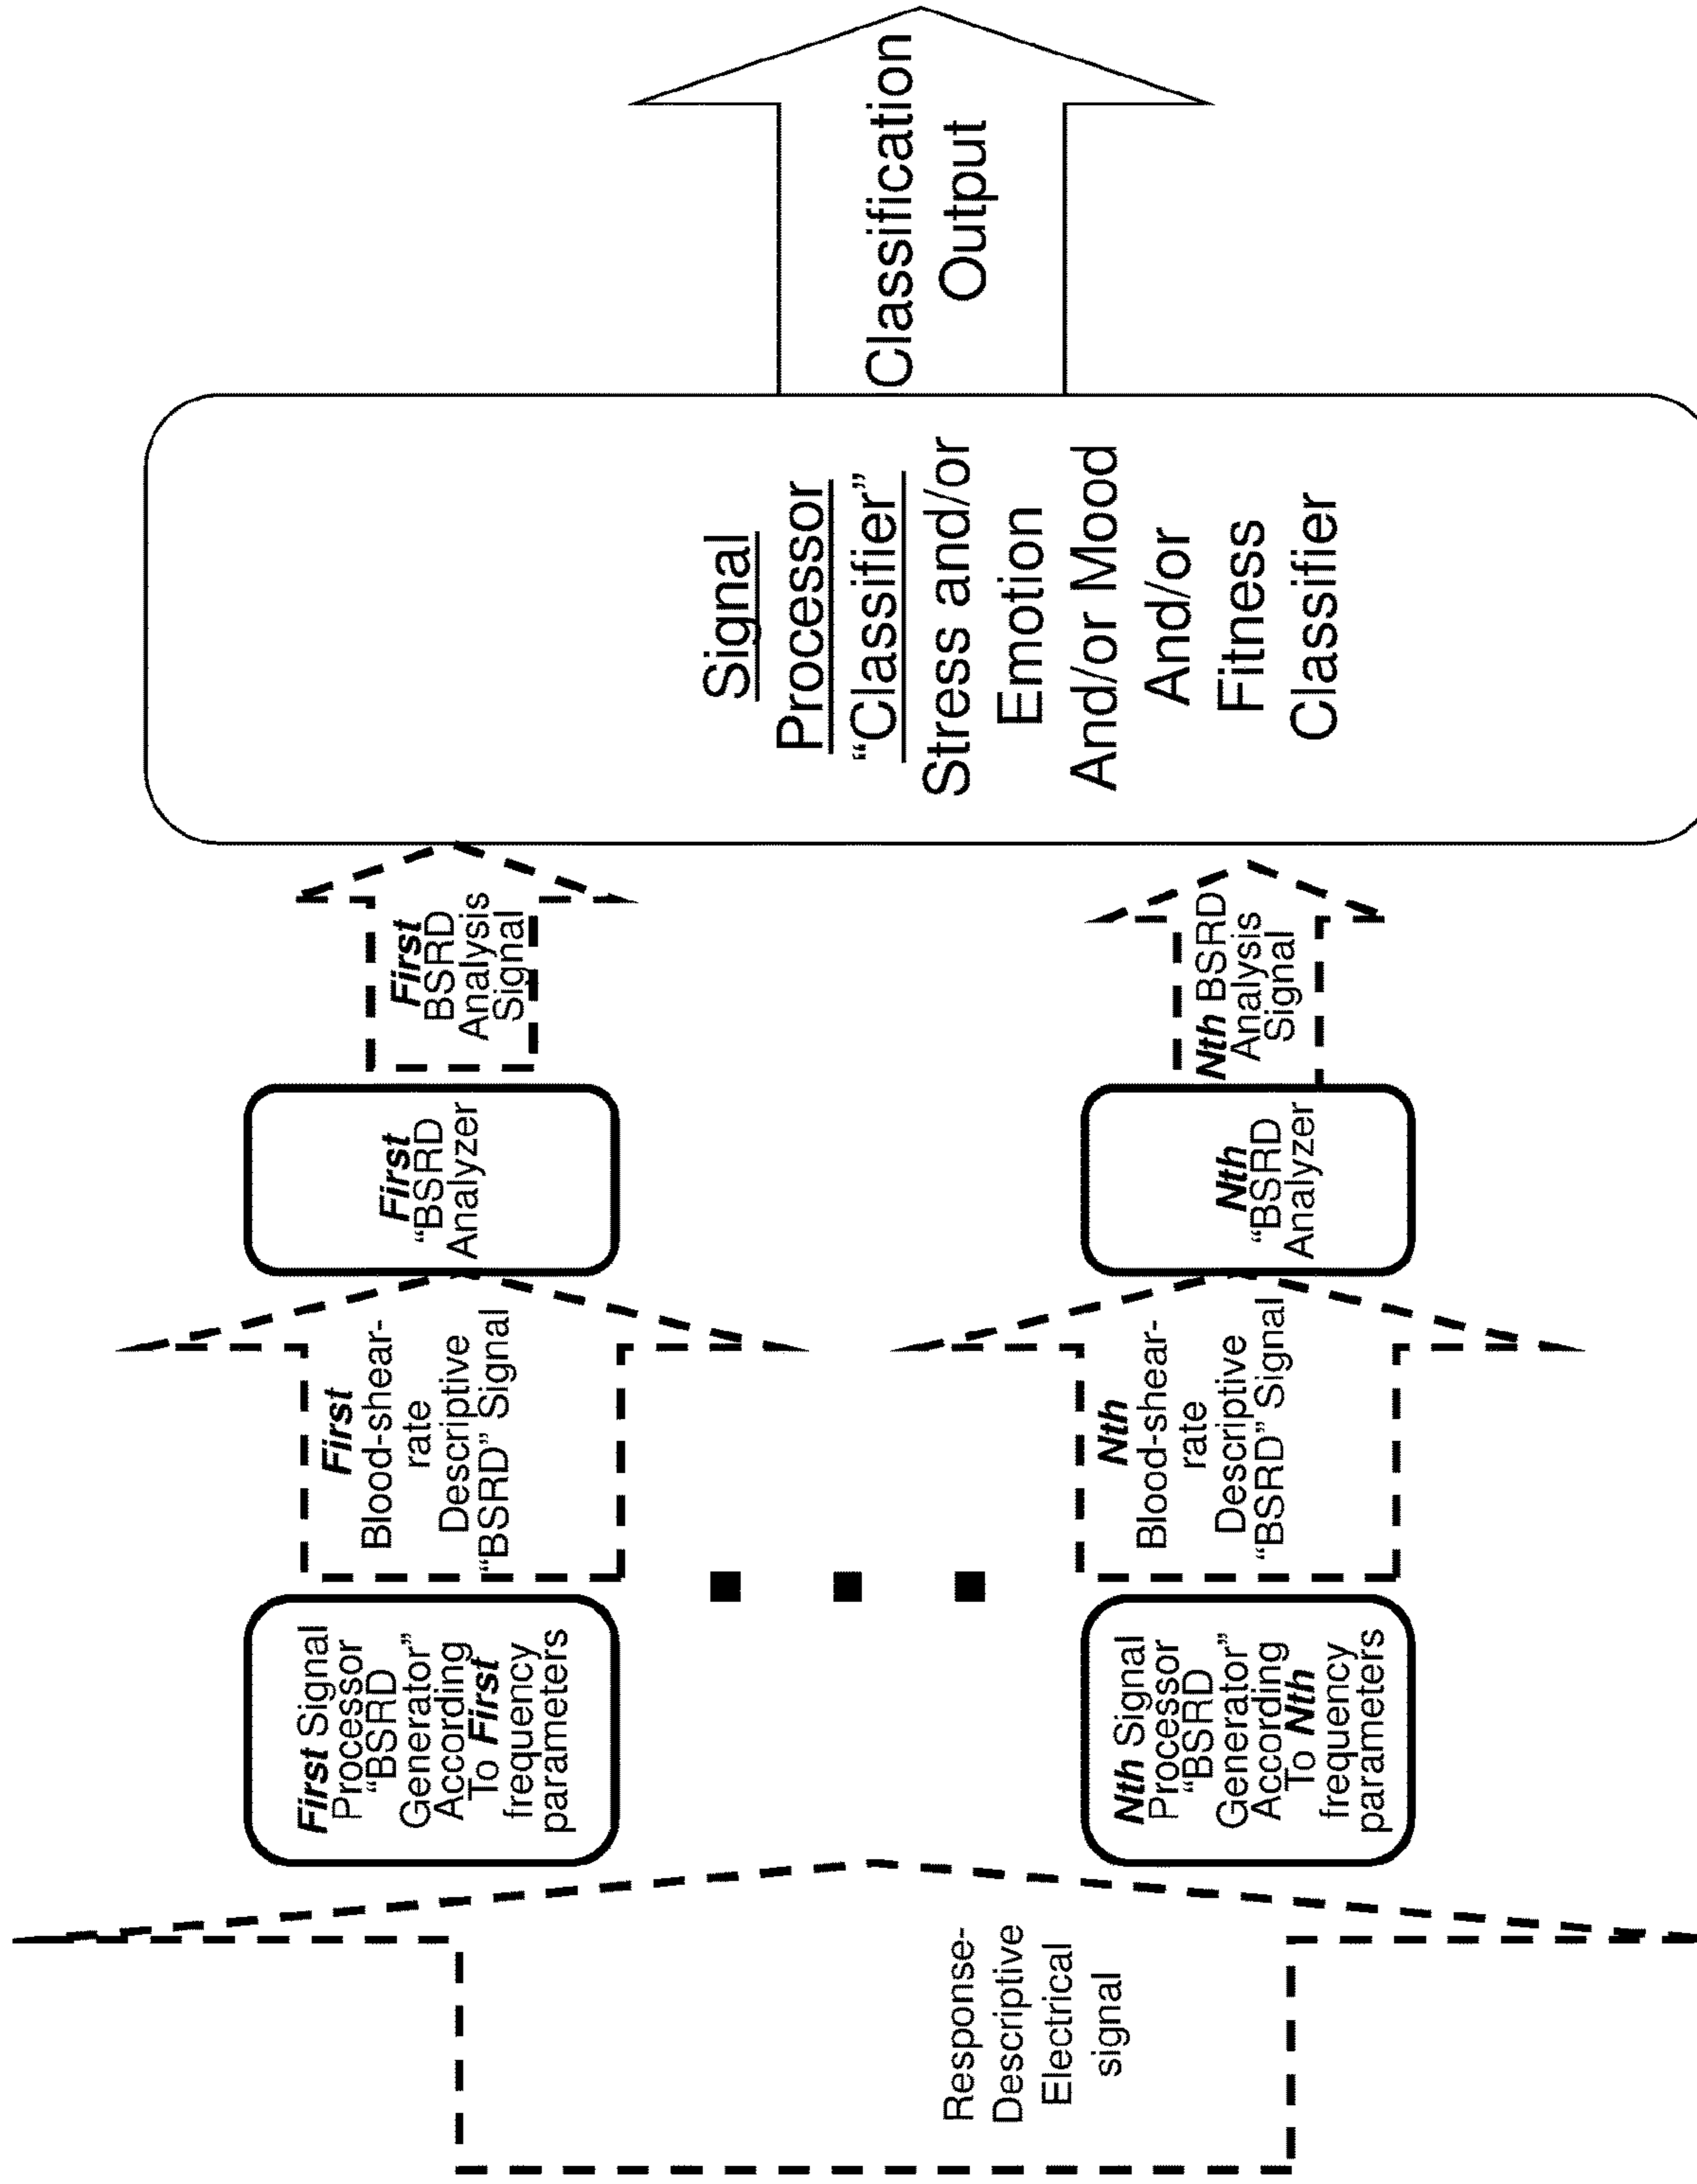 Response-
Descriptive
Electrical
signal
First Signal
Processor
“BSRD
Generator”
According
To First
frequency
parameters
Nth Signal
Processor
“BSRD
Generator”
According
To Nth
frequency
parameters
First
Blood-shear-
rate
Descriptive
“BSRD” Signal
Nth
Blood-shear-
rate
Descriptive
“BSRD” Signal
First
“BSRD
Analyzer
Nth
“BSRD
Analyzer
First
BSRD
Analysis
Signal
Nth BSRD
Analysis
Signal
Signal
Processor
“Classifier”
Stress and/or
Emotion
And/or Mood
And/or
Fitness
Classifier
Classification
Output